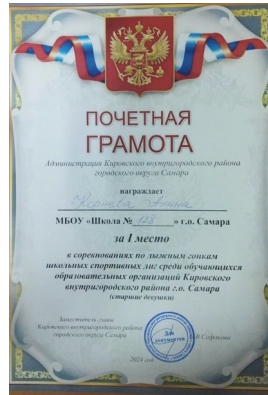 ПОЧЕТНАЯ
ГРАМОТА
Администрация Кировского внутригородского района
городского округа Самара
награждает
МБОУ «Школа № » г.о. Самара
за I место
в соревнованиях по лыжным гонкам
школьных спортивных лиг среди обучающихся
образовательных организаций Кировского
внутригородского района г.о. Самара
(старшие девушки)
Заместитель главы
Кировского внутригородского района
городского округа Самара
2024 год